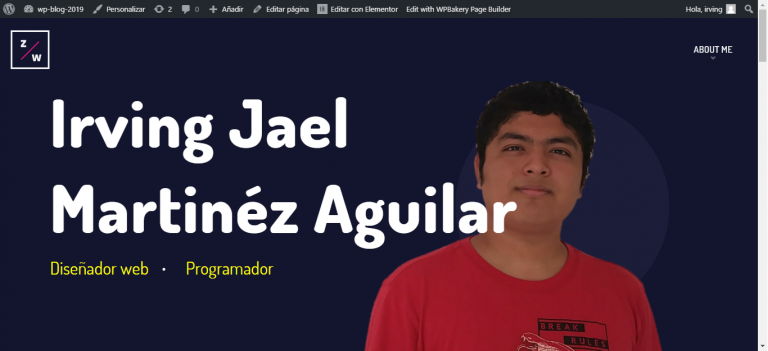 wp-blog-2019 Personalizar 2 0 + Añadir Editar página Editar con Elementor Edit with WPBakery Page Builder Hola, irving
Z W
ABOUT ME
Irving Jael
Martinéz Aguilar
Diseñador web • Programador
BREAK
RULES